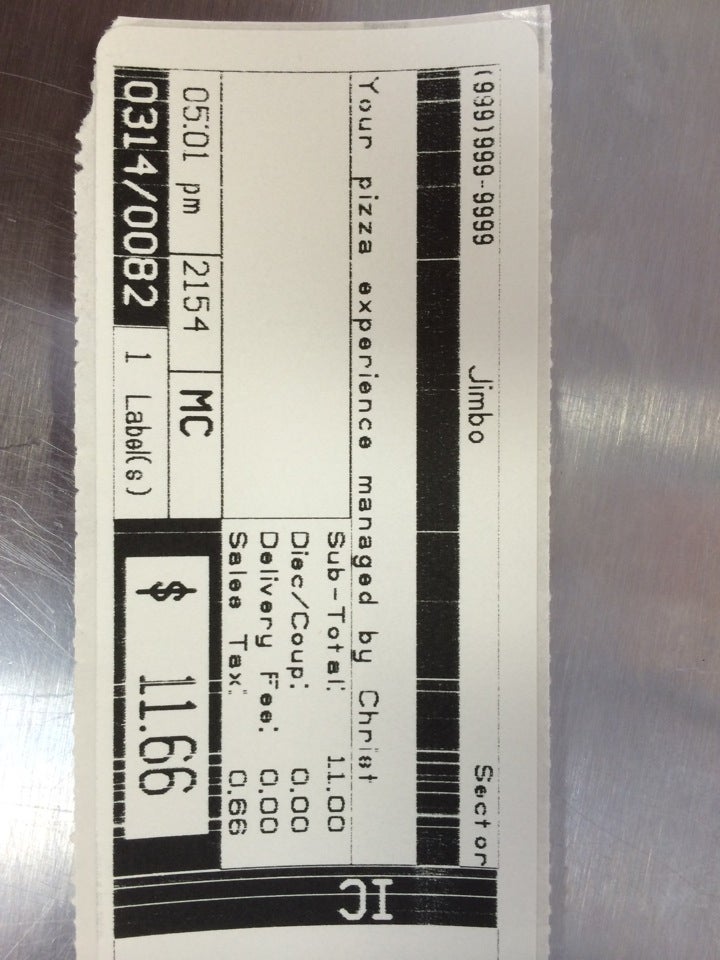 (999)999-9999 Jimbo Sector
Your pizza experience managed by Christ
Sub-Total: 11.00
Disc/Coup: 0.00
Delivery Fee: 0.00
Sales Tax: 0.66
05:01 pm 2154 MC
0314/0082 1 Label(s) $ 11.66
IC